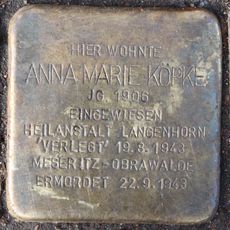 HIER WOHNTE
ANNA MARIE KÖPKE
JG. 1906
EINGEWIESEN
HEILANSTALT LANGENHORN
'VERLEGT' 19.8.1943
MESERITZ-OBRAWALDE
ERMORDET 22.9.1943